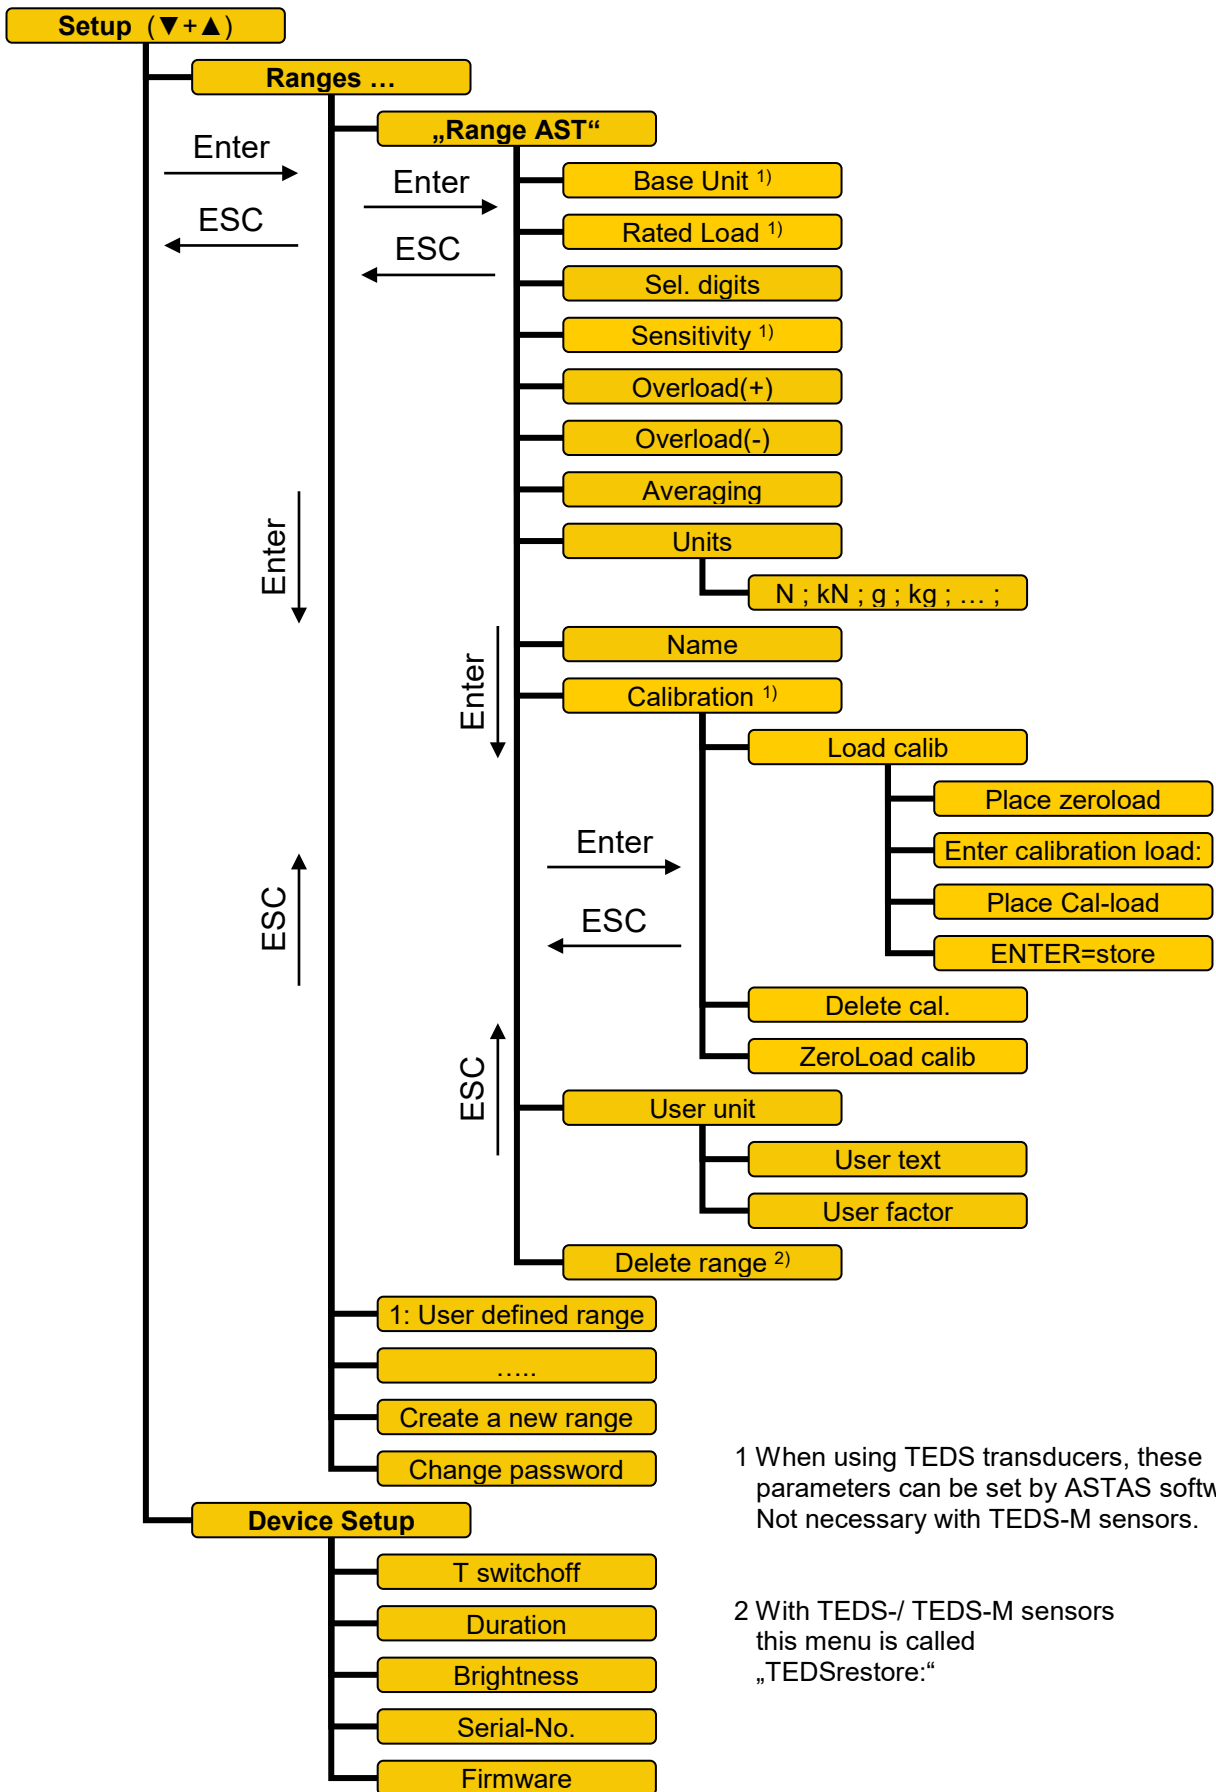 Setup (▼+▲)
Ranges …
„Range AST“
Enter
ESC
Enter
ESC
Base Unit 1)
Rated Load 1)
Sel. digits
Sensitivity 1)
Overload(+)
Overload(-)
Averaging
Units
N ; kN ; g ; kg ; … ;
Enter
Name
Enter
Calibration 1)
Load calib
Place zeroload
Enter calibration load:
Place Cal-load
ENTER=store
Enter
ESC
ESC
Delete cal.
ZeroLoad calib
ESC
User unit
User text
User factor
Delete range 2)
1: User defined range
…..
Create a new range
Change password
Device Setup
T switchoff
Duration
Brightness
Serial-No.
Firmware
1 When using TEDS transducers, these
parameters can be set by ASTAS softw
Not necessary with TEDS-M sensors.
2 With TEDS-/ TEDS-M sensors
this menu is called
„TEDSrestore:“